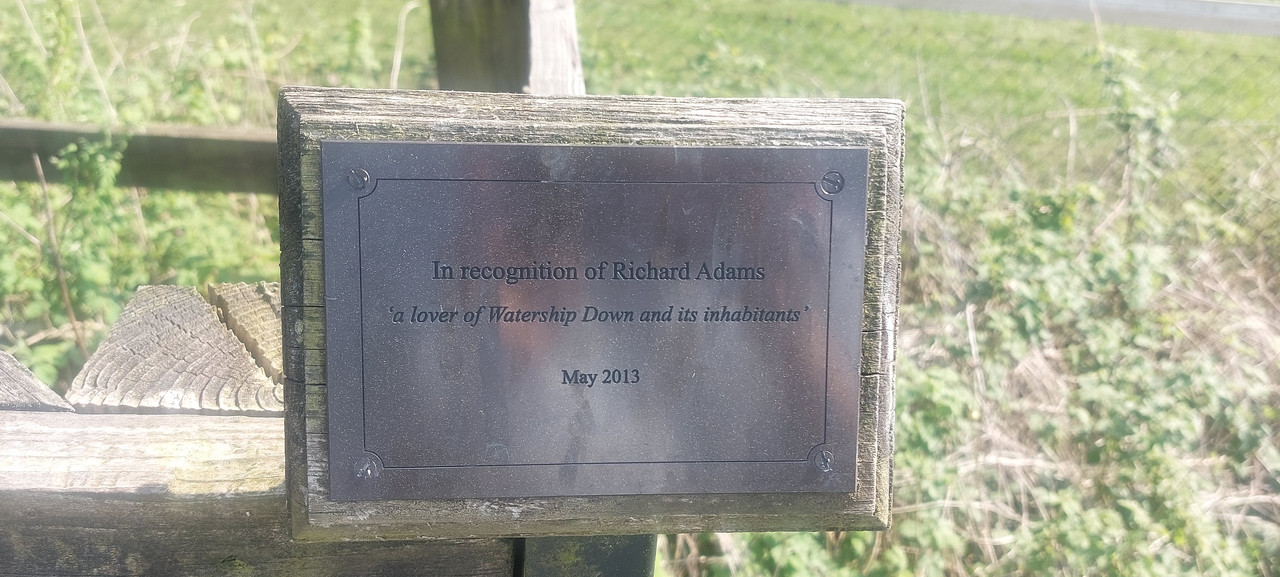 In recognition of Richard Adams
‘a lover of Watership Down and its inhabitants’
May 2013